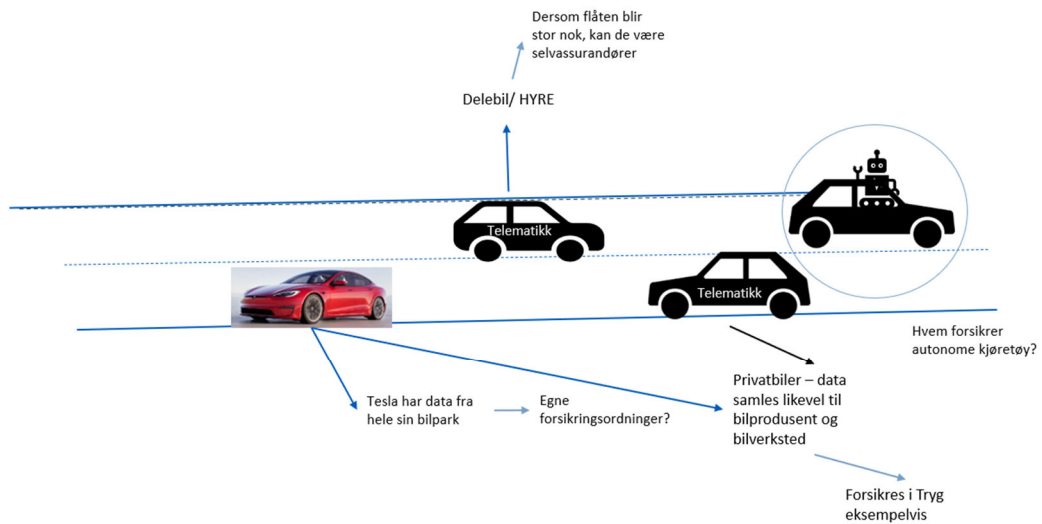 Dersom flåten blir
stor nok, kan de være
selvassurandører
Delebil/ HYRE
Telematikk
Telematikk
Hvem forsikrer
autonome kjøretøy?
Tesla har data fra
hele sin bilpark
Egne
forsikringsordninger?
Privatbiler – data
samles likevel til
bilprodusent og
bilverksted
Forsikres i Tryg
eksempelvis